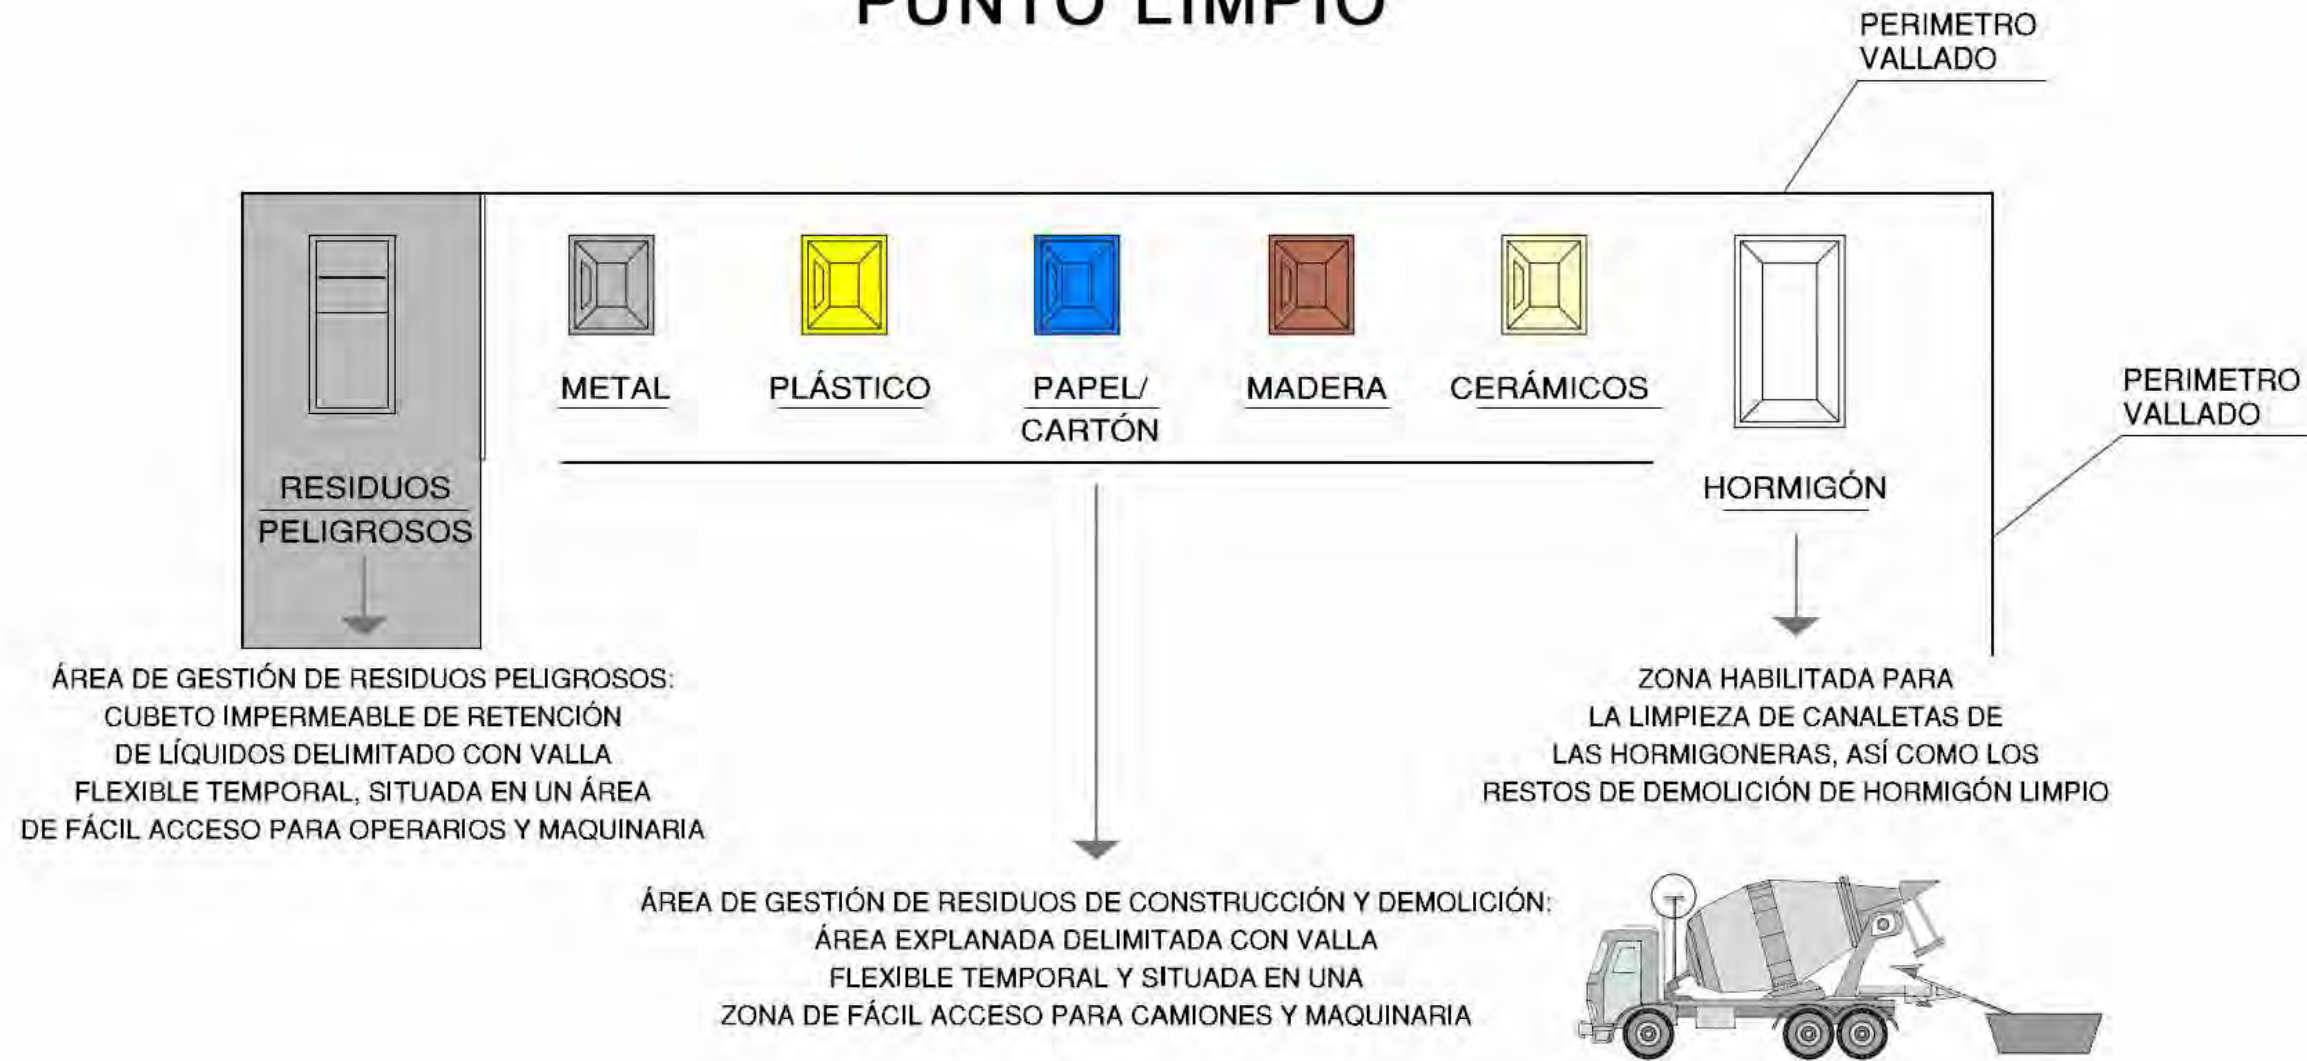 PUNTO LIMPIO
PERIMETRO
VALLADO
METAL
PLÁSTICO
PAPEL/
CARTÓN
MADERA
CERÁMICOS
PERIMETRO
VALLADO
RESIDUOS
PELIGROSOS
HORMIGÓN
ÁREA DE GESTIÓN DE RESIDUOS PELIGROSOS:
CUBETO IMPERMEABLE DE RETENCIÓN
DE LÍQUIDOS DELIMITADO CON VALLA
FLEXIBLE TEMPORAL, SITUADA EN UN ÁREA
DE FÁCIL ACCESO PARA OPERARIOS Y MAQUINARIA
ZONA HABILITADA PARA
LA LIMPIEZA DE CANALETAS DE
LAS HORMIGONERAS, ASÍ COMO LOS
RESTOS DE DEMOLICIÓN DE HORMIGÓN LIMPIO
ÁREA DE GESTIÓN DE RESIDUOS DE CONSTRUCCIÓN Y DEMOLICIÓN:
ÁREA EXPLANADA DELIMITADA CON VALLA
FLEXIBLE TEMPORAL Y SITUADA EN UNA
ZONA DE FÁCIL ACCESO PARA CAMIONES Y MAQUINARIA